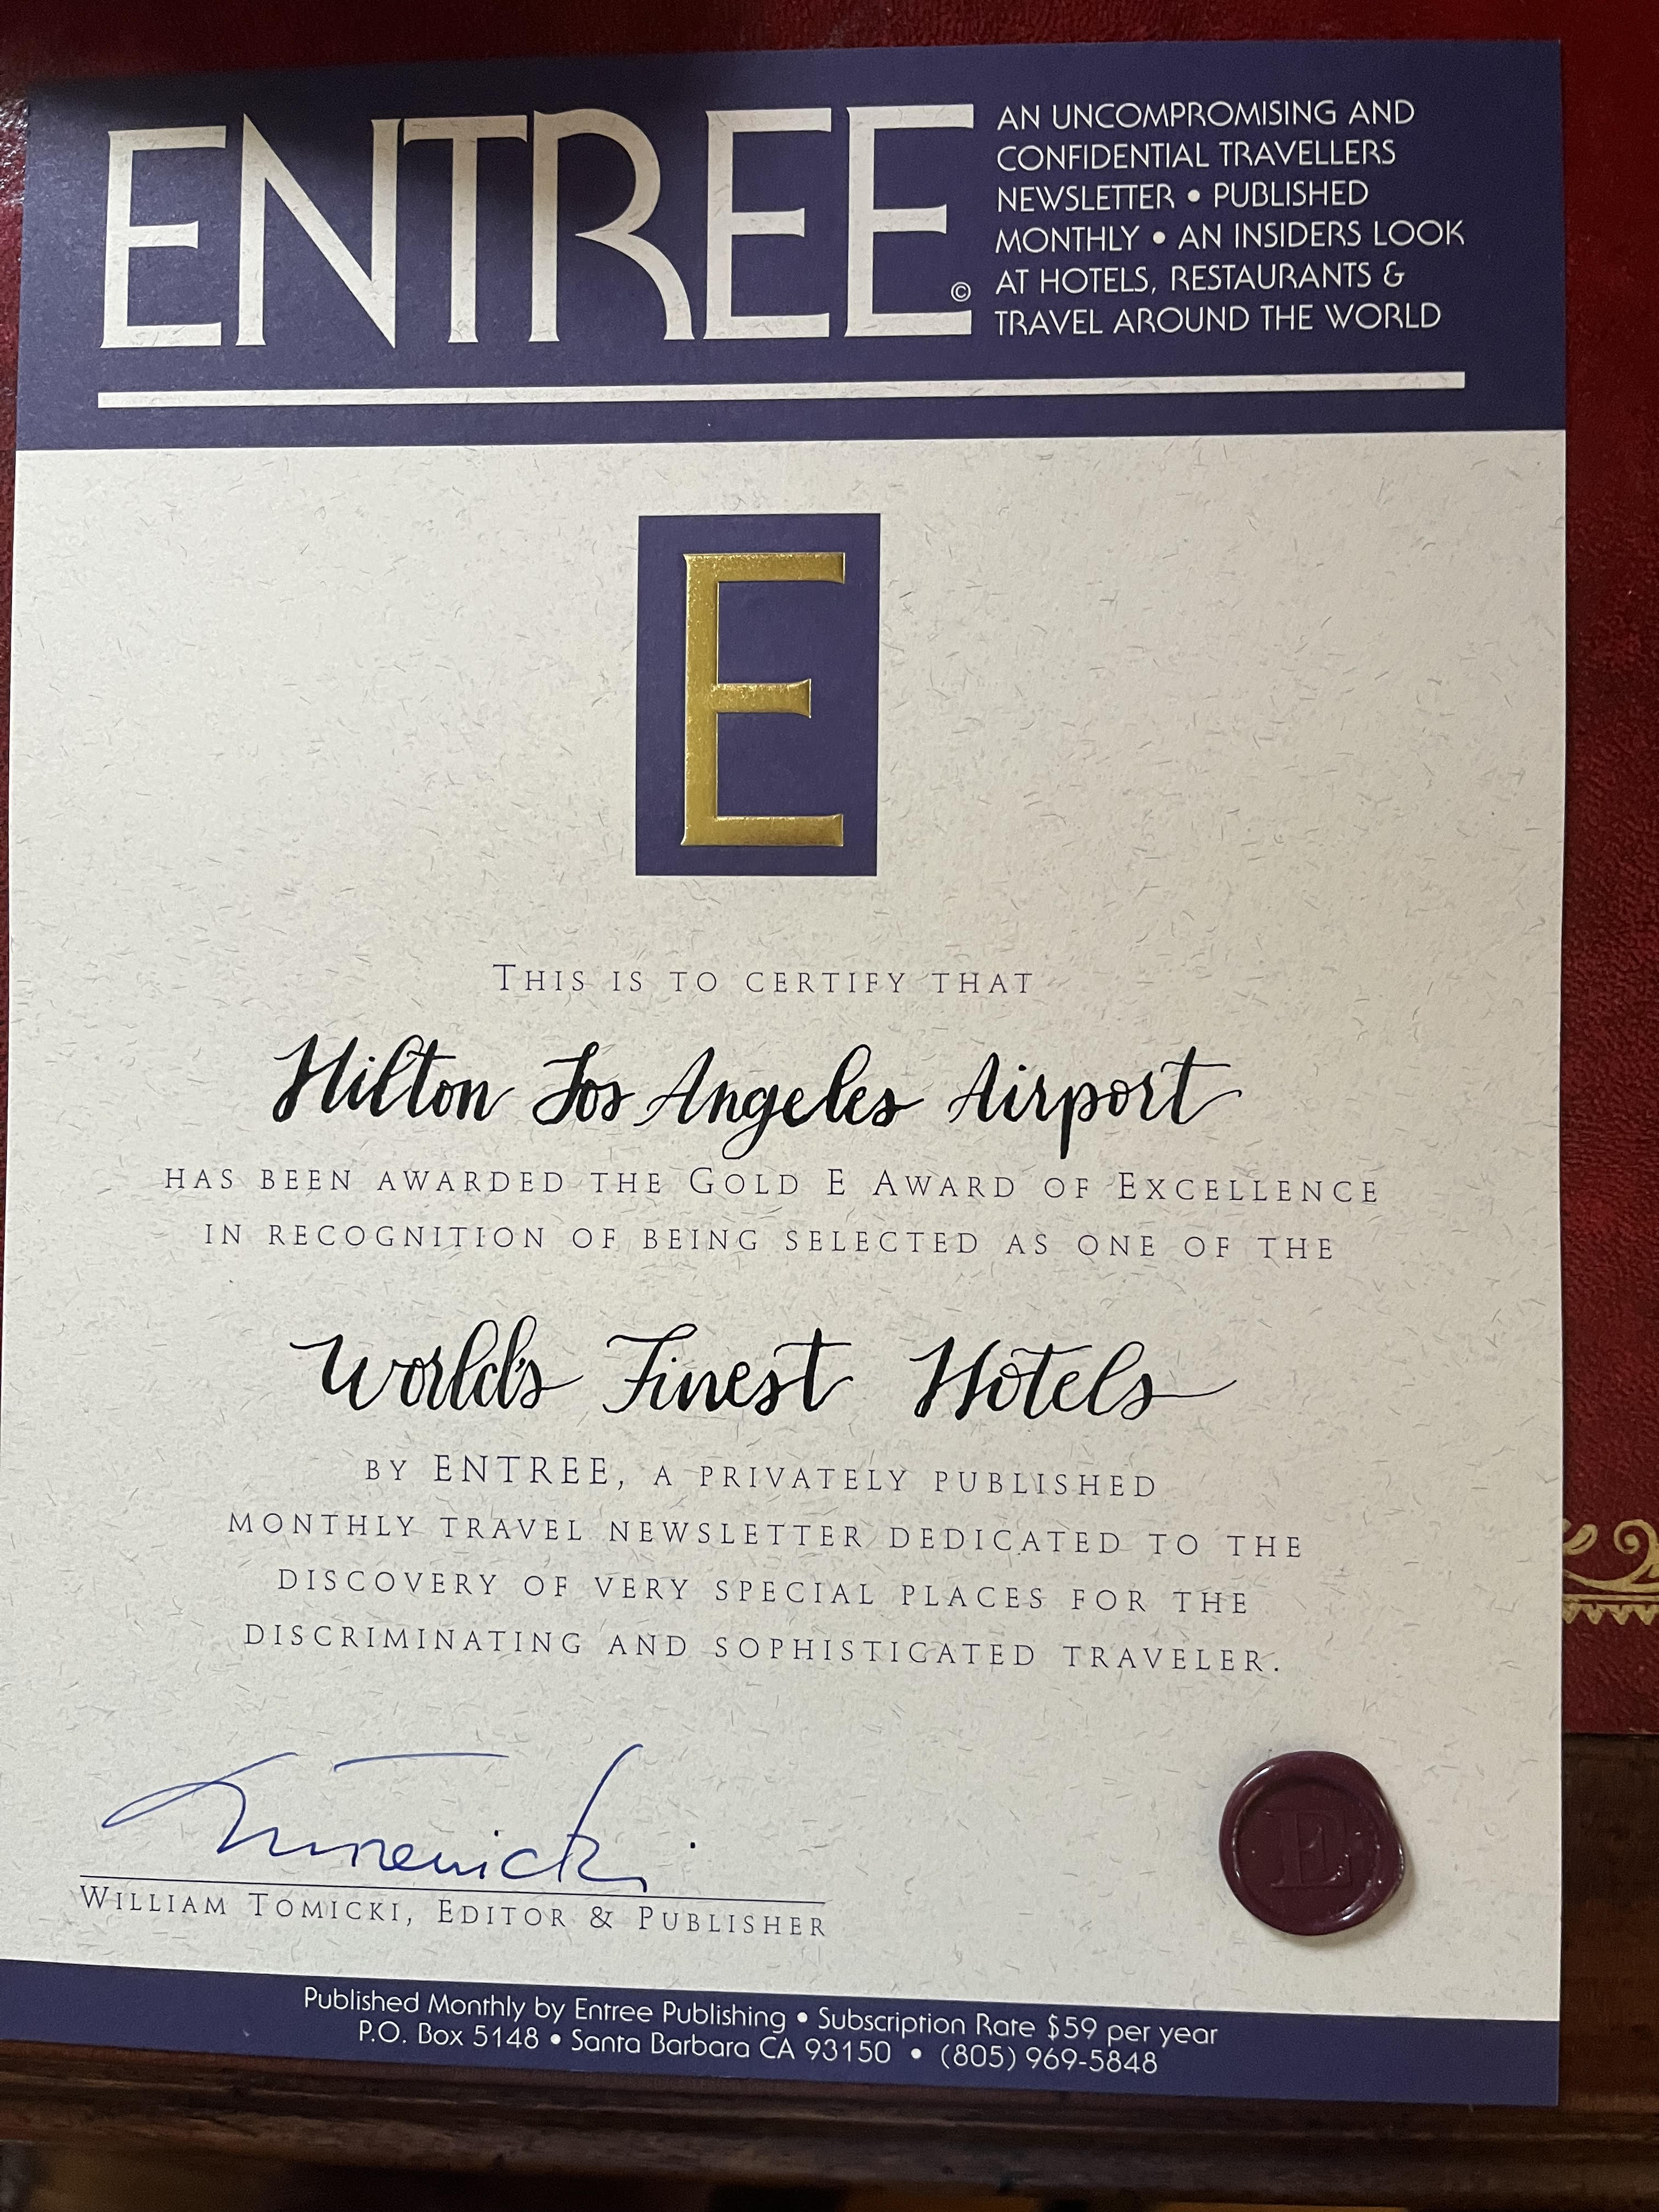 ENTREE©
AN UNCOMPROMISING AND
CONFIDENTIAL TRAVELLERS
NEWSLETTER • PUBLISHED
MONTHLY • AN INSIDERS LOOK
AT HOTELS, RESTAURANTS &
TRAVEL AROUND THE WORLD
E
THIS IS TO CERTIFY THAT
Hilton Los Angeles Airport
HAS BEEN AWARDED THE GOLD E AWARD OF EXCELLENCE
IN RECOGNITION OF BEING SELECTED AS ONE OF THE
World's Finest Hotels
BY ENTREE, A PRIVATELY PUBLISHED
MONTHLY TRAVEL NEWSLETTER DEDICATED TO THE
DISCOVERY OF VERY SPECIAL PLACES FOR THE
DISCRIMINATING AND SOPHISTICATED TRAVELER.
Tomicki
WILLIAM TOMICKI, EDITOR & PUBLISHER
E
Published Monthly by Entree Publishing • Subscription Rate $59 per year
P.O. Box 5148 • Santa Barbara CA 93150 • (805) 969-5848